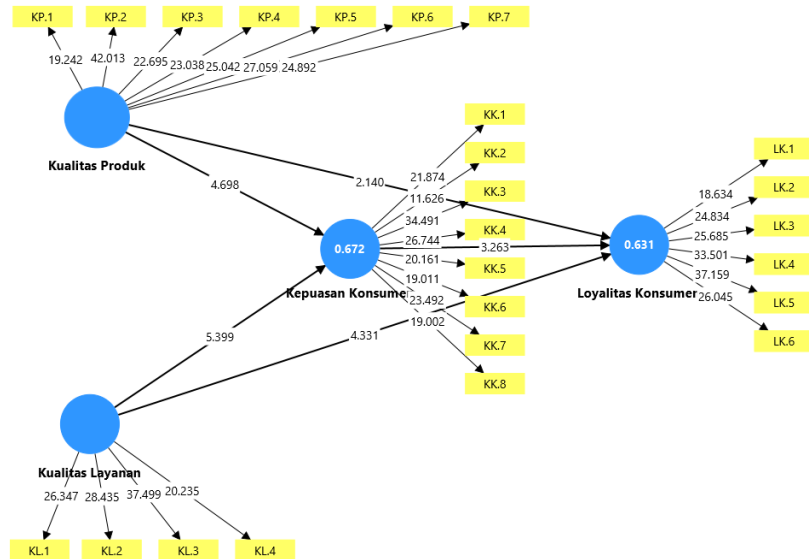 KP.1
KP.2
KP.3
KP.4
KP.5
KP.6
KP.7
19.242
42.013
22.695
23.038
25.042
27.059
24.892
Kualitas Produk
4.698
2.140
KK.1
KK.2
KK.3
KK.4
KK.5
KK.6
KK.7
KK.8
21.874
11.626
34.491
26.744
20.161
19.011
23.492
19.002
0.672
Kepuasan Konsumen
3.263
0.631
Loyalitas Konsumen
LK.1
LK.2
LK.3
LK.4
LK.5
LK.6
18.634
24.834
25.685
33.501
37.159
26.045
5.399
4.331
Kualitas Layanan
26.347
28.435
37.499
20.235
KL.1
KL.2
KL.3
KL.4